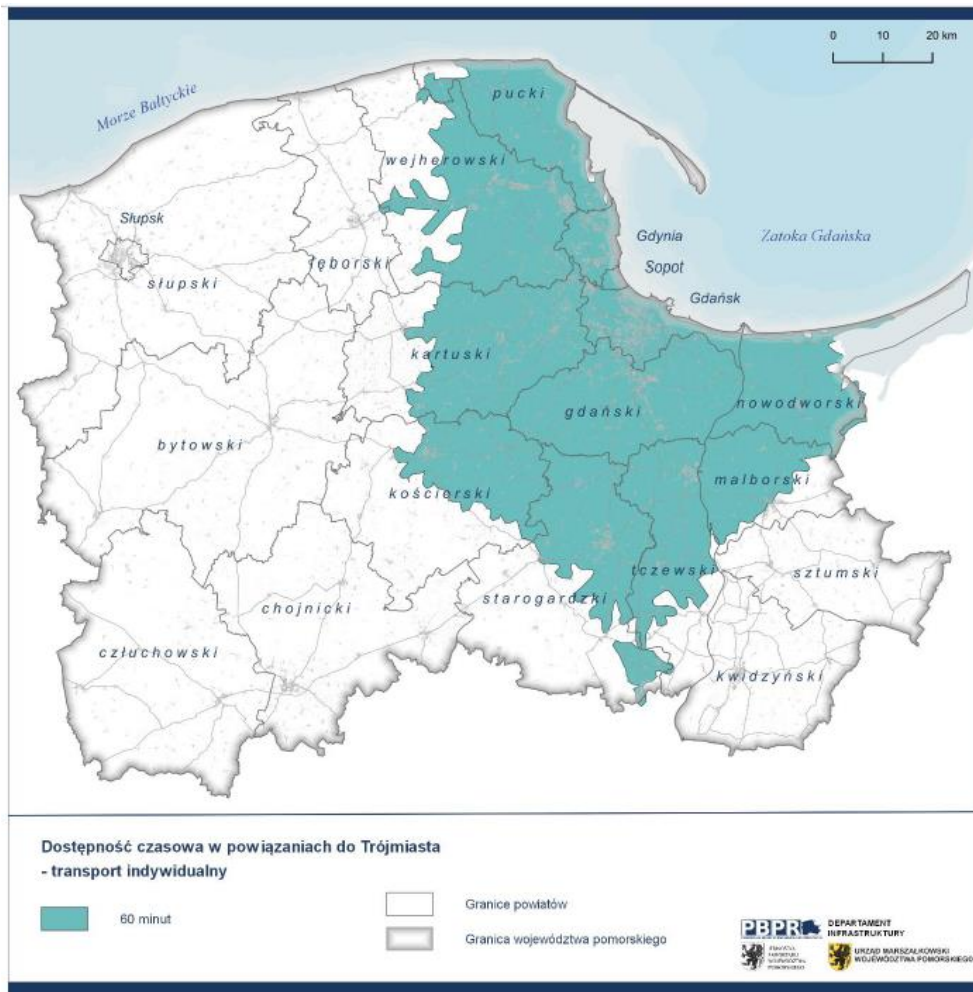 0 10 20 km
Morze Bałtyckie
pucki
wejherowski
Słupsk
Gdynia
Zatoka Gdańska
Sopot
słupski
lęborski
Gdańsk
kartuski
gdański
nowodworski
bytowski
kościerski
malborski
tczewski
sztumski
chojnicki
starogardzki
człuchowski
kwidzyński
Dostępność czasowa w powiązaniach do Trójmiasta
- transport indywidualny
60 minut
Granice powiatów
Granica województwa pomorskiego
PBPR
DEPARTAMENT
INFRASTRUKTURY
URZĄD MARSZAŁKOWSKI
WOJEWÓDZTWA POMORSKIEGO